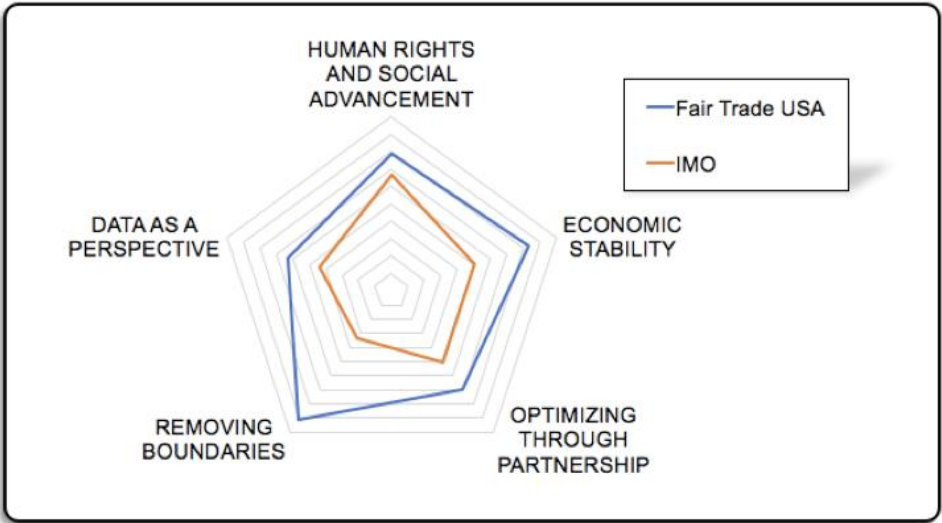 HUMAN RIGHTS
AND SOCIAL
ADVANCEMENT
Fair Trade USA
IMO
DATA AS A
PERSPECTIVE
ECONOMIC
STABILITY
REMOVING
BOUNDARIES
OPTIMIZING
THROUGH
PARTNERSHIP